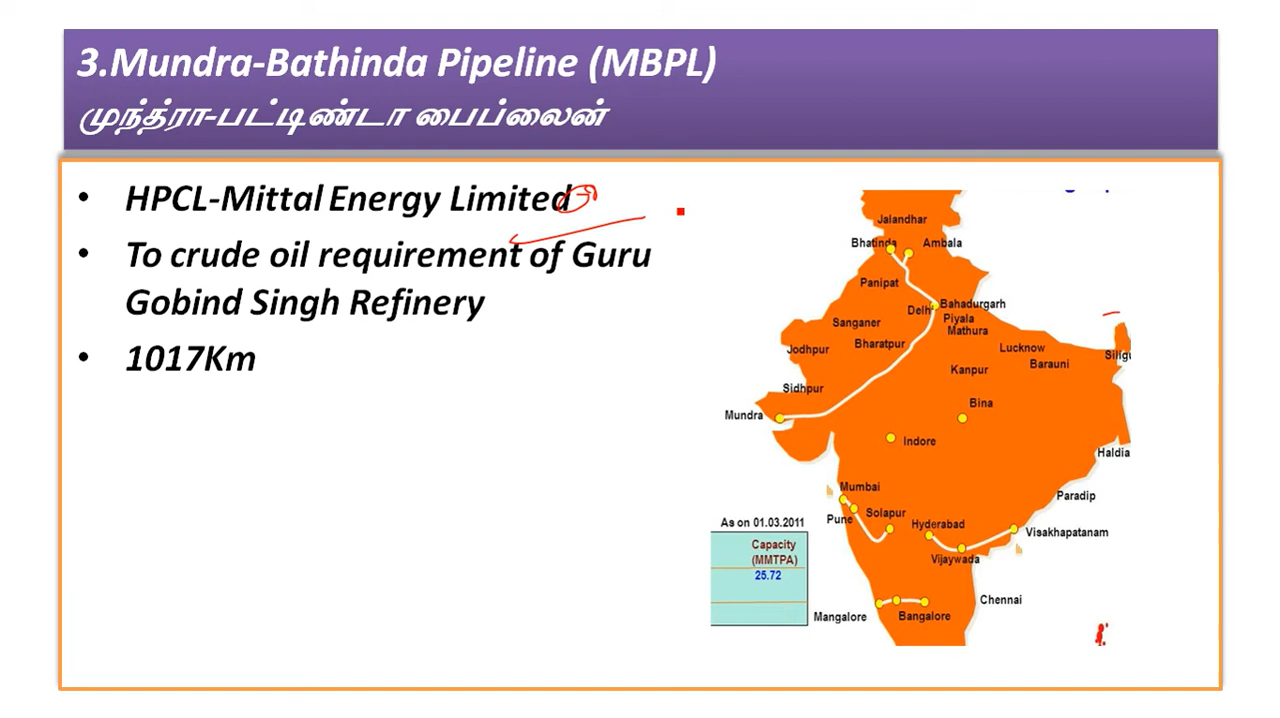 3.Mundra-Bathinda Pipeline (MBPL)
முந்த்ரா-பட்டிண்டா பைப்லைன்
• HPCL-Mittal Energy Limited
• To crude oil requirement of Guru
Gobind Singh Refinery
• 1017Km
Jalandhar
Bhatinda
Ambala
Panipat
Bahadurgarh
Delhi
Piyala
Sanganer
Mathura
Bharatpur
Jodhpur
Lucknow
Barauni
Siligu
Kanpur
Sidhpur
Bina
Mundra
Indore
Haldia
Mumbai
Paradip
Pune
Solapur
Hyderabad
Visakhapatanam
Vijaywada
As on 01.03.2011
Capacity
(MMTPA)
25.72
Chennai
Mangalore
Bangalore